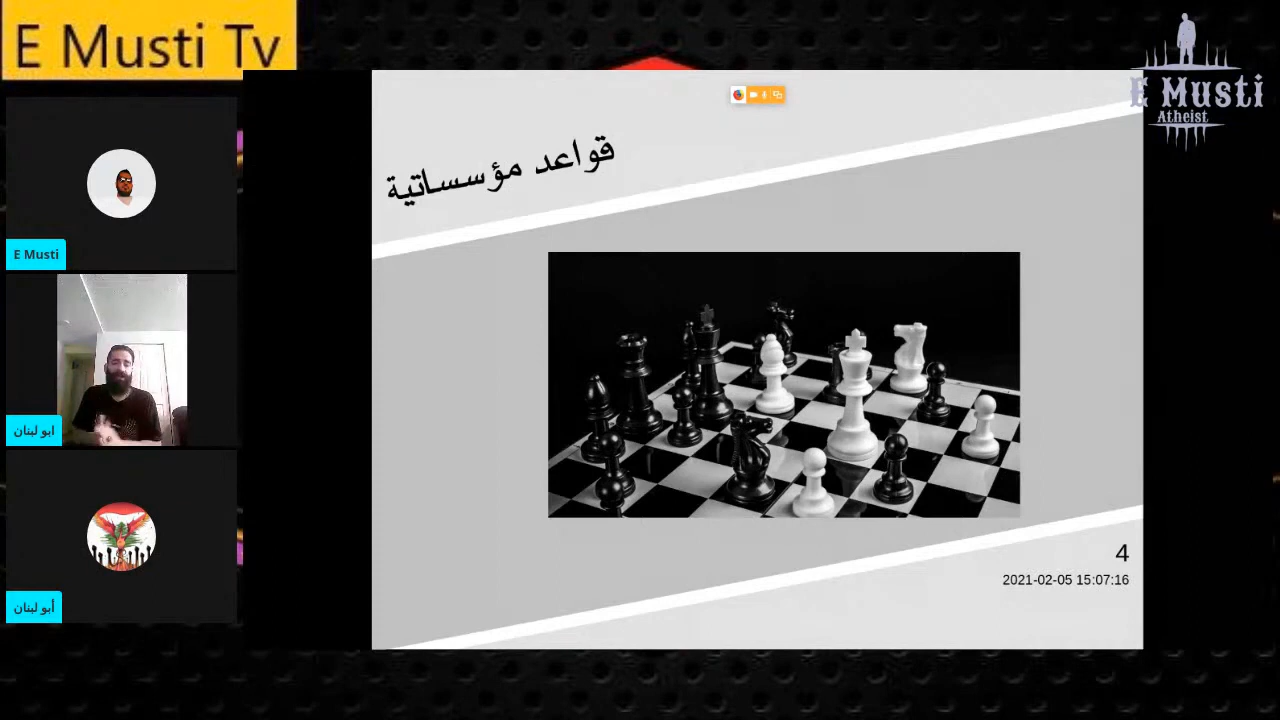 E Musti Tv
E Musti
Atheist
قواعد مؤسساتية
E Musti
ابو لبنان
أبو لبنان
4
2021-02-05 15:07:16